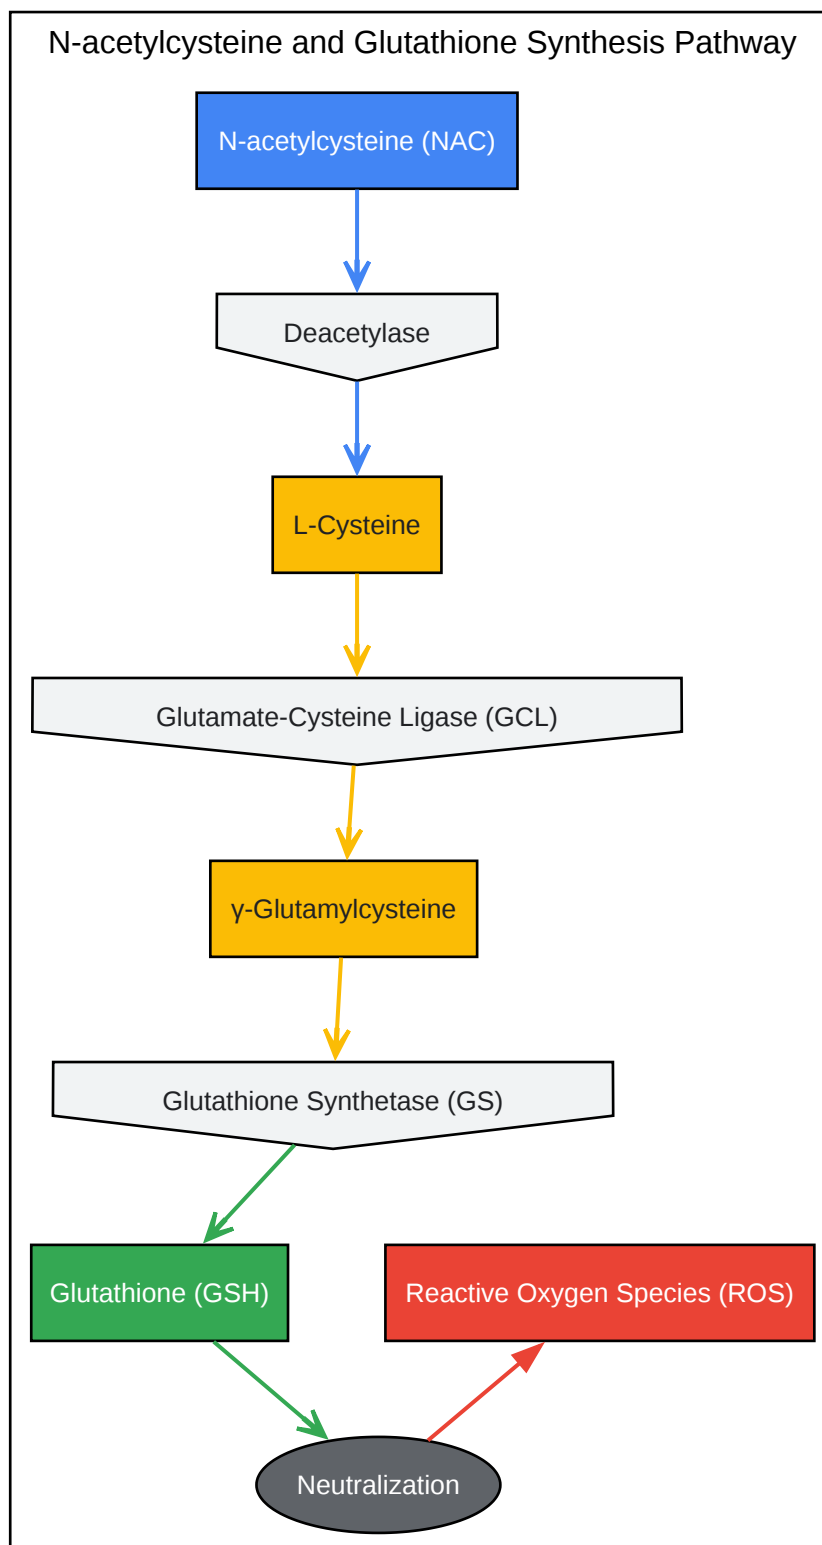 N-acetylcysteine and Glutathione Synthesis Pathway
N-acetylcysteine (NAC)
Deacetylase
L-Cysteine
Glutamate-Cysteine Ligase (GCL)
γ-Glutamylcysteine
Glutathione Synthetase (GS)
Glutathione (GSH)
Reactive Oxygen Species (ROS)
Neutralization